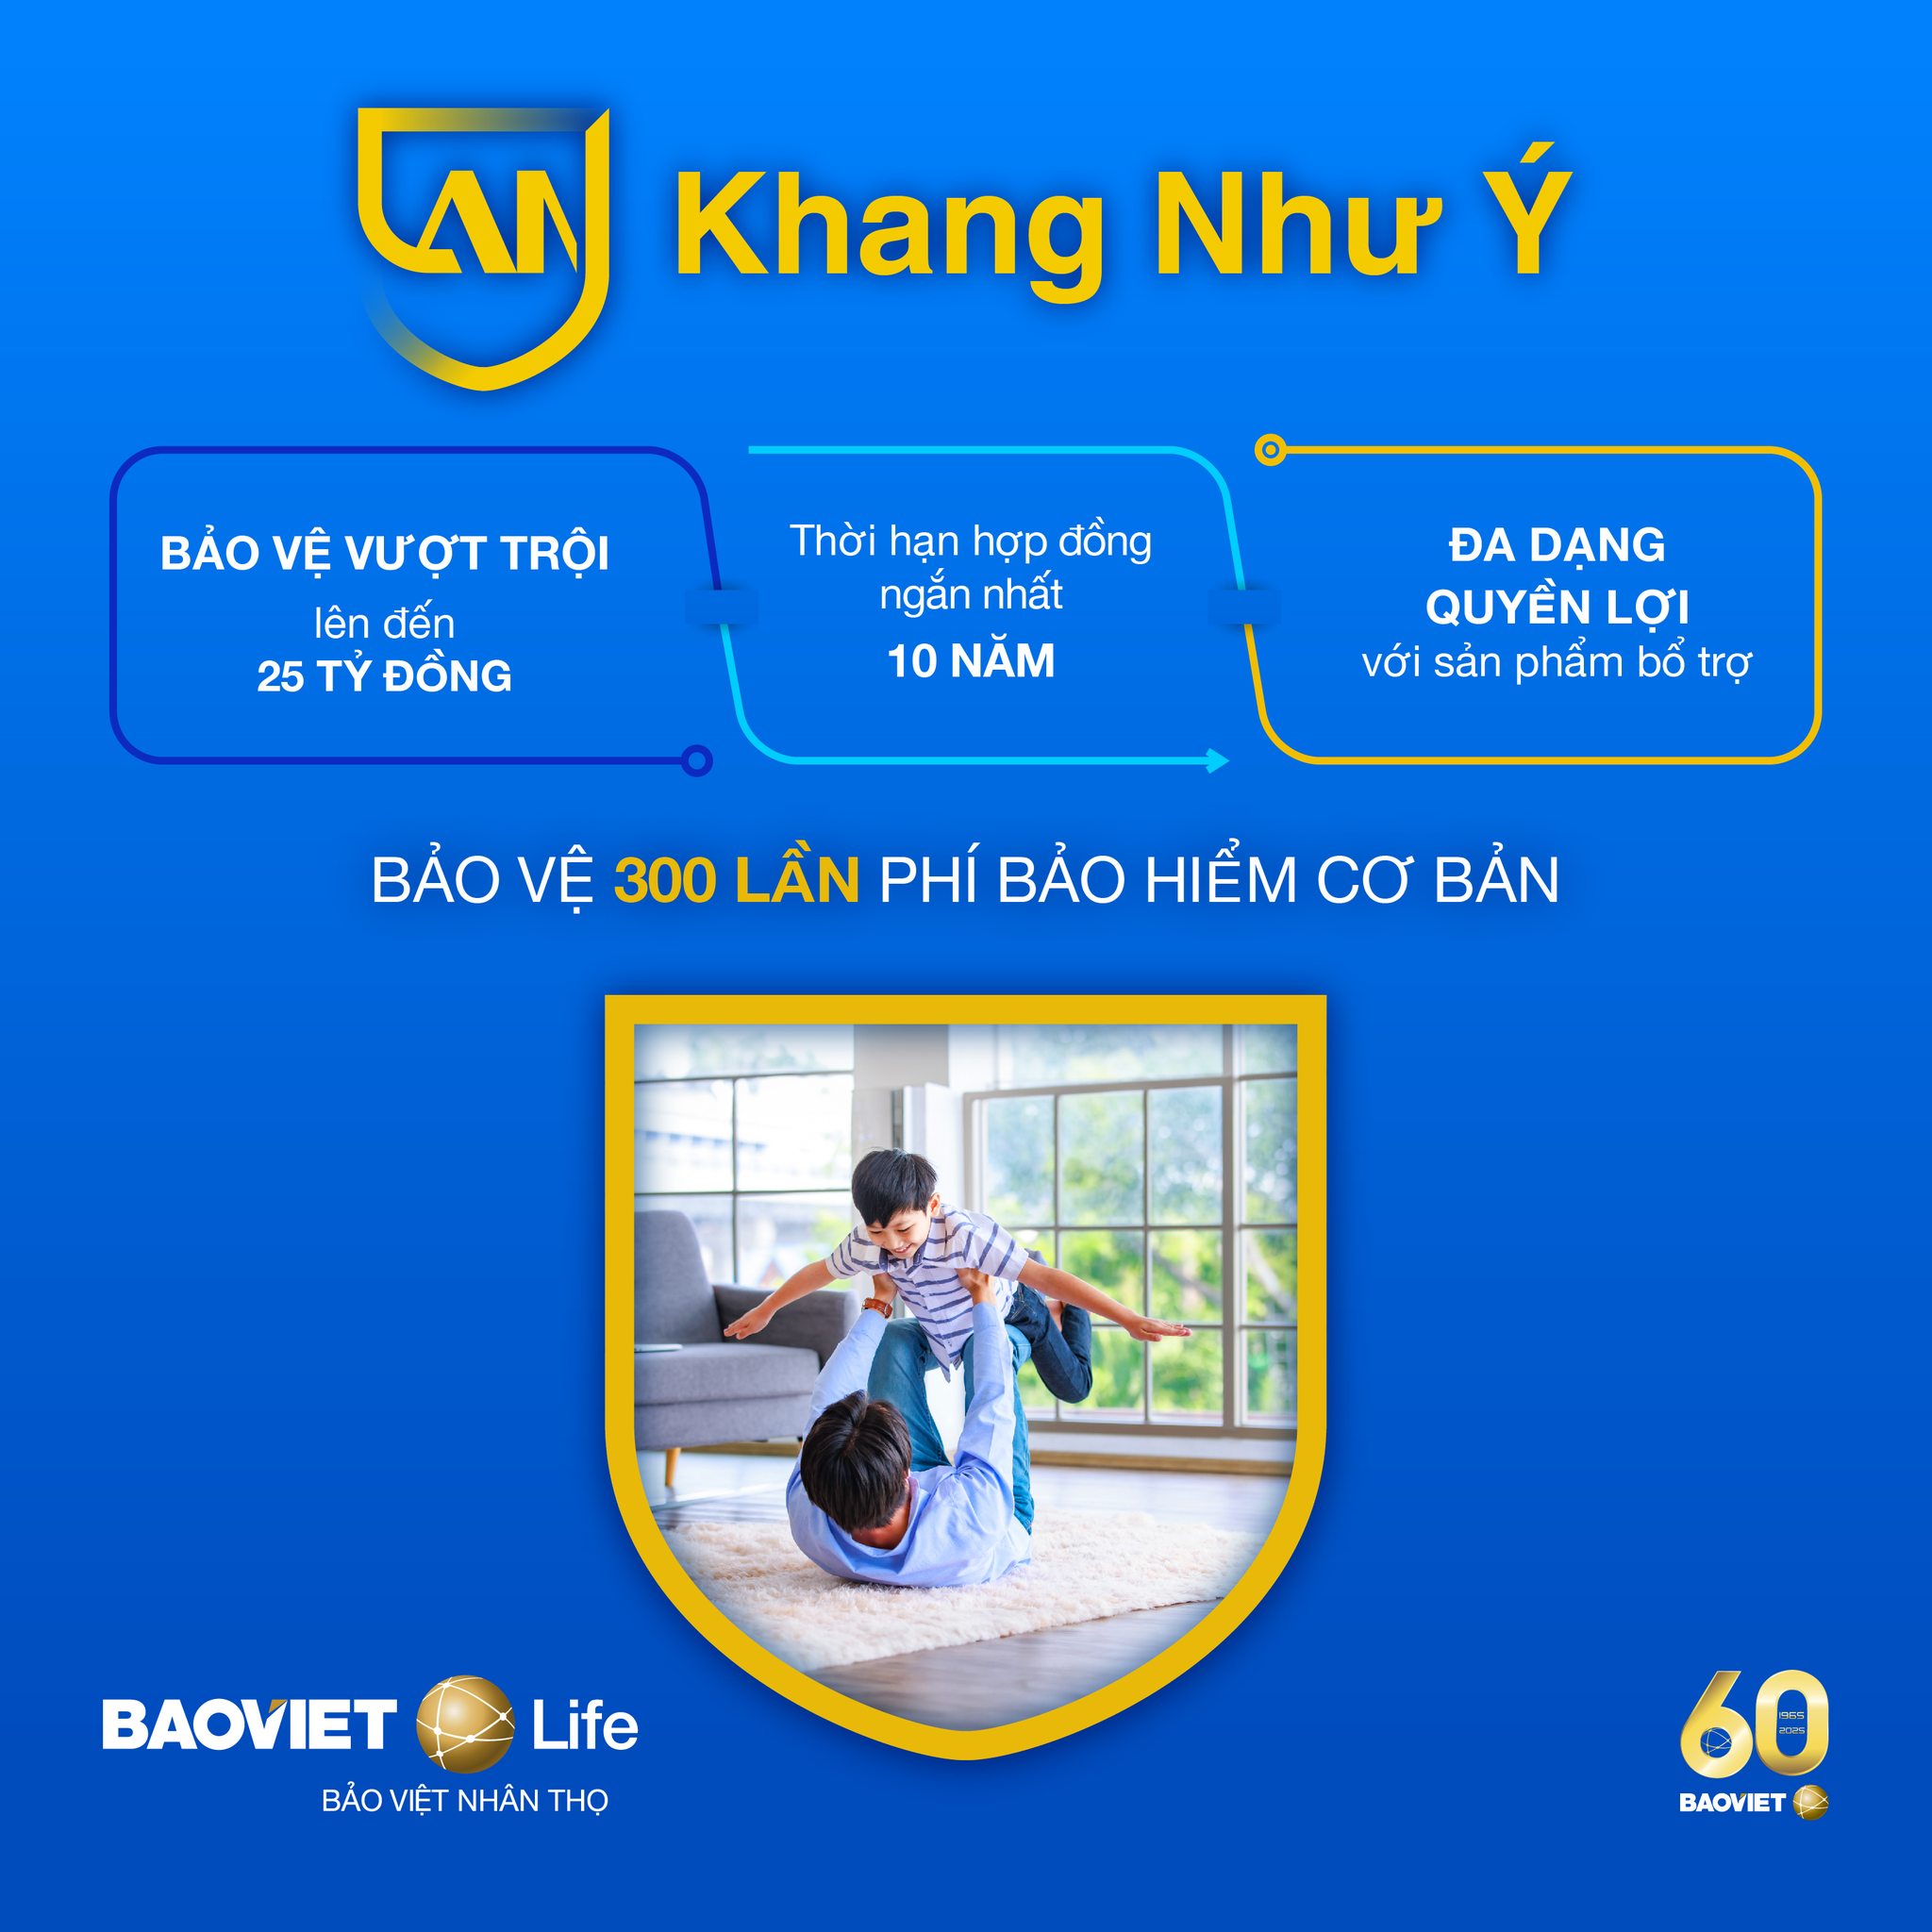 AN Khang Như Ý
BẢO VỆ VƯỢT TRỘI
lên đến
25 TỶ ĐỒNG
Thời hạn hợp đồng
ngắn nhất
10 NĂM
ĐA DẠNG
QUYỀN LỢI
với sản phẩm bổ trợ
BẢO VỆ 300 LẦN PHÍ BẢO HIỂM CƠ BẢN
BAOVIET Life
BẢO VIỆT NHÂN THỌ
60
1965
2025
BAOVIET